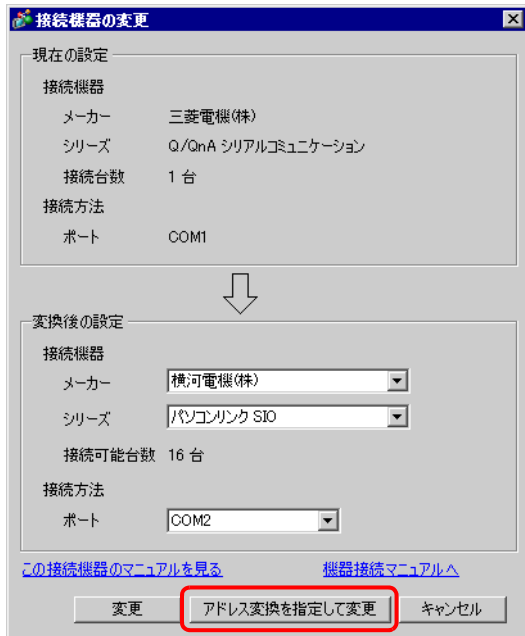 接続機器の変更
現在の設定
接続機器
メーカー 三菱電機(株)
シリーズ Q/QnA シリアルコミュニケーション
接続台数 1 台
接続方法
ポート COM1
変換後の設定
接続機器
メーカー 横河電機(株)
シリーズ パソコンリンク SIO
接続可能台数 16 台
接続方法
ポート COM2
この接続機器のマニュアルを見る 機器接続マニュアルへ
変更 アドレス変換を指定して変更 キャンセル